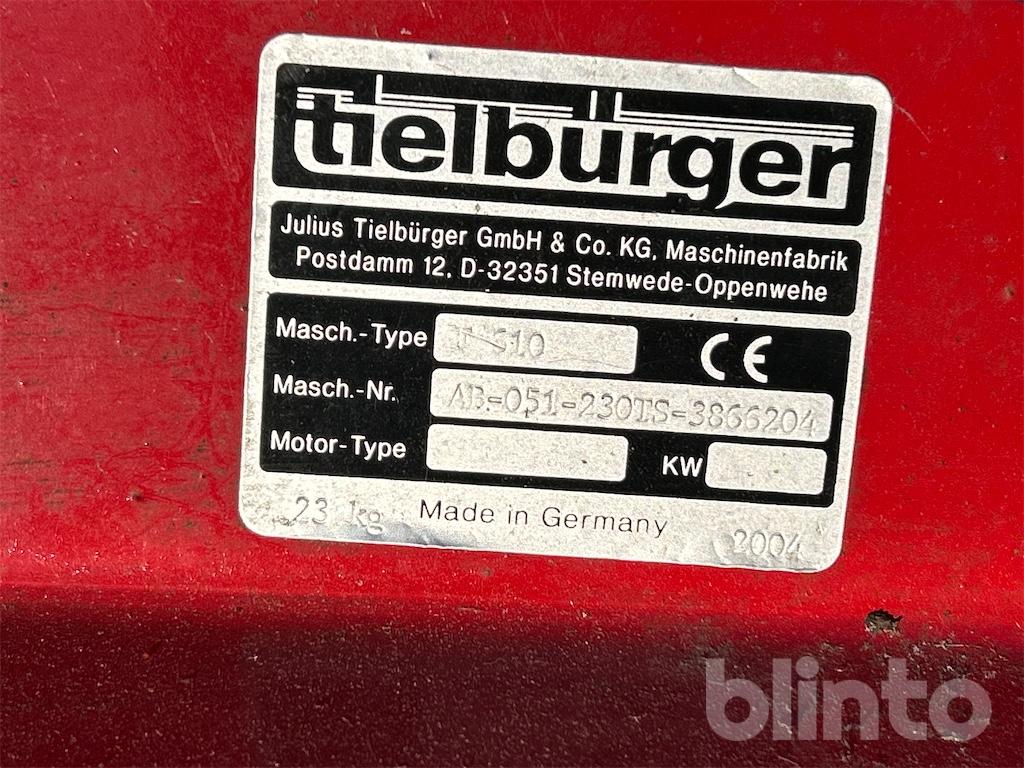 tielbürger
Julius Tielbürger GmbH & Co. KG, Maschinenfabrik
Postdamm 12, D-32351 Stemwede-Oppenwehe
Masch.-Type
CE
Masch.-Nr. AB-051-230TS-3866204
Motor-Type KW
23 kg Made in Germany 2004
blinto